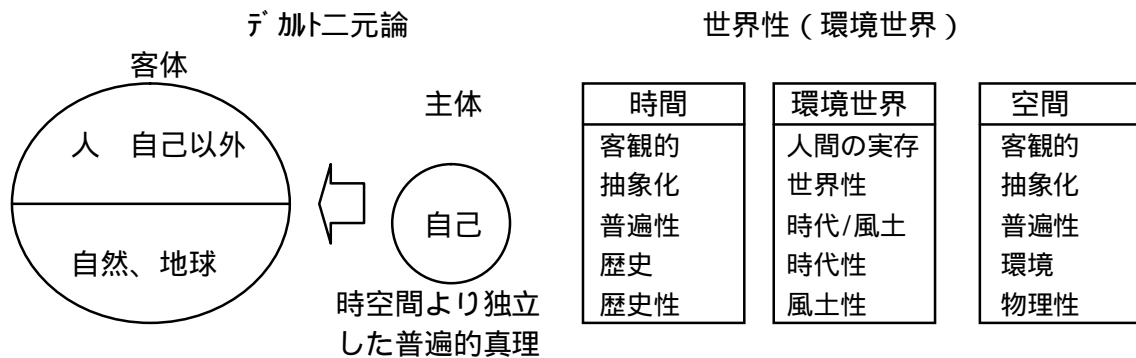 デカルト二元論
客体
人　自己以外
自然、地球
主体
自己
時空間より独立
した普遍的真理
世界性（環境世界）
時間
客観的
抽象化
普遍性
歴史
歴史性
環境世界
人間の実存
世界性
時代/風土
時代性
風土性
空間
客観的
抽象化
普遍性
環境
物理性